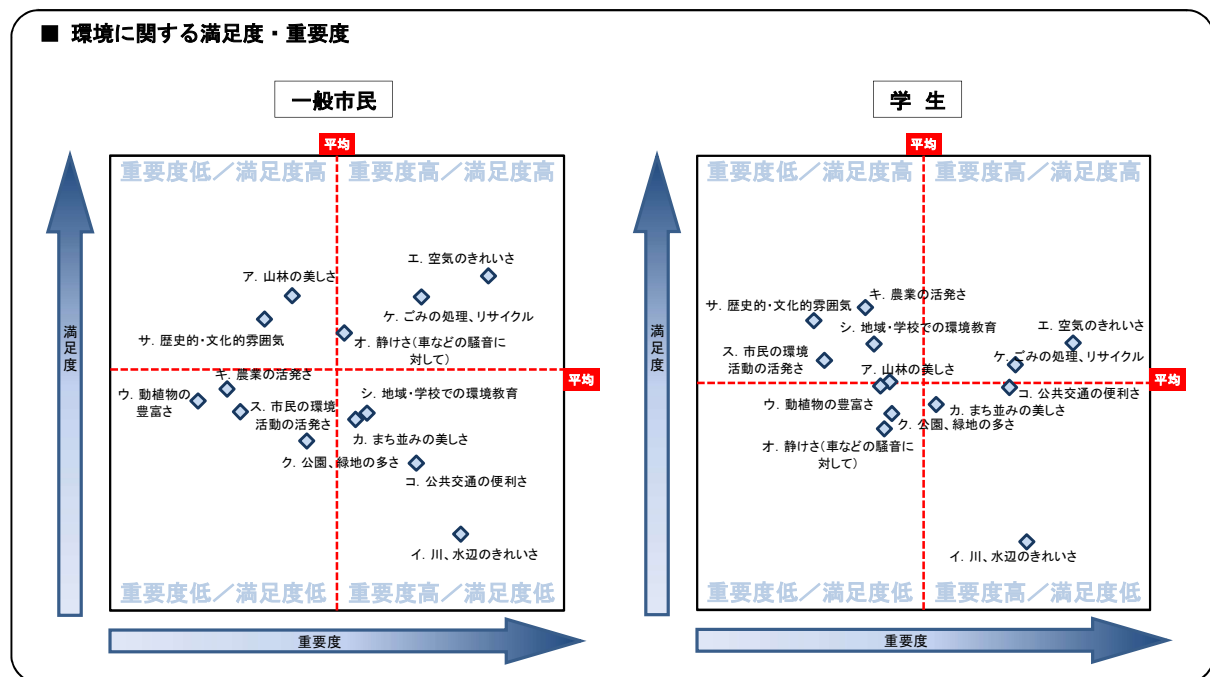 ■ 環境に関する満足度・重要度
一般市民
平均
重要度低／満足度高
重要度高／満足度高
エ. 空気のきれいさ
ア. 山林の美しさ
ケ. ごみの処理、リサイクル
サ. 歴史的・文化的雰囲気
オ. 静けさ(車などの騒音に
対して)
満足度
平均
キ. 農業の活発さ
ウ. 動植物の
豊富さ
シ. 地域・学校での環境教育
ス. 市民の環境
活動の活発さ
カ. まち並みの美しさ
ク. 公園、緑地の多さ
コ. 公共交通の便利さ
イ. 川、水辺のきれいさ
重要度低／満足度低
重要度高／満足度低
重要度
学 生
平均
重要度低／満足度高
重要度高／満足度高
キ. 農業の活発さ
サ. 歴史的・文化的雰囲気
シ. 地域・学校での環境教育
エ. 空気のきれいさ
ス. 市民の環境
活動の活発さ
ケ. ごみの処理、リサイクル
満足度
ア. 山林の美しさ
平均
コ. 公共交通の便利さ
ウ. 動植物の豊富さ
カ. まち並みの美しさ
ク. 公園、緑地の多さ
オ. 静けさ(車などの騒音に
対して)
イ. 川、水辺のきれいさ
重要度低／満足度低
重要度高／満足度低
重要度